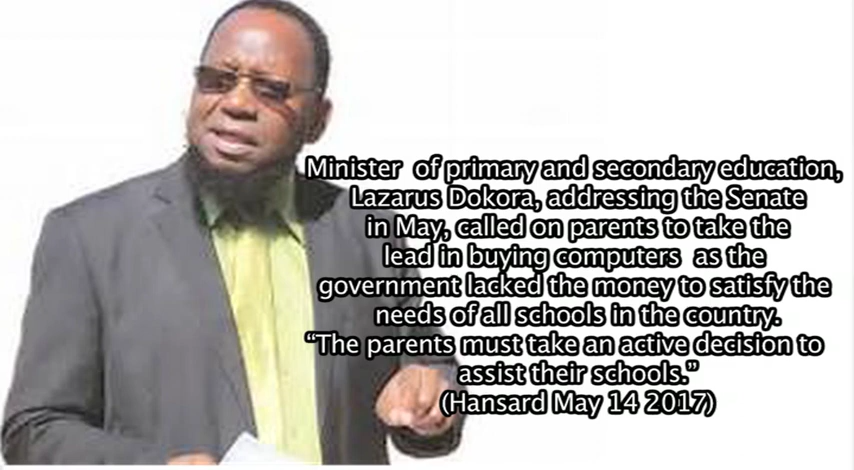 Minister of primary and secondary education,
Lazarus Dokora, addressing the Senate
in May, called on parents to take the
lead in buying computers as the
government lacked the money to satisfy the
needs of all schools in the country.
“The parents must take an active decision to
assist their schools.”
(Hansard May 14 2017)